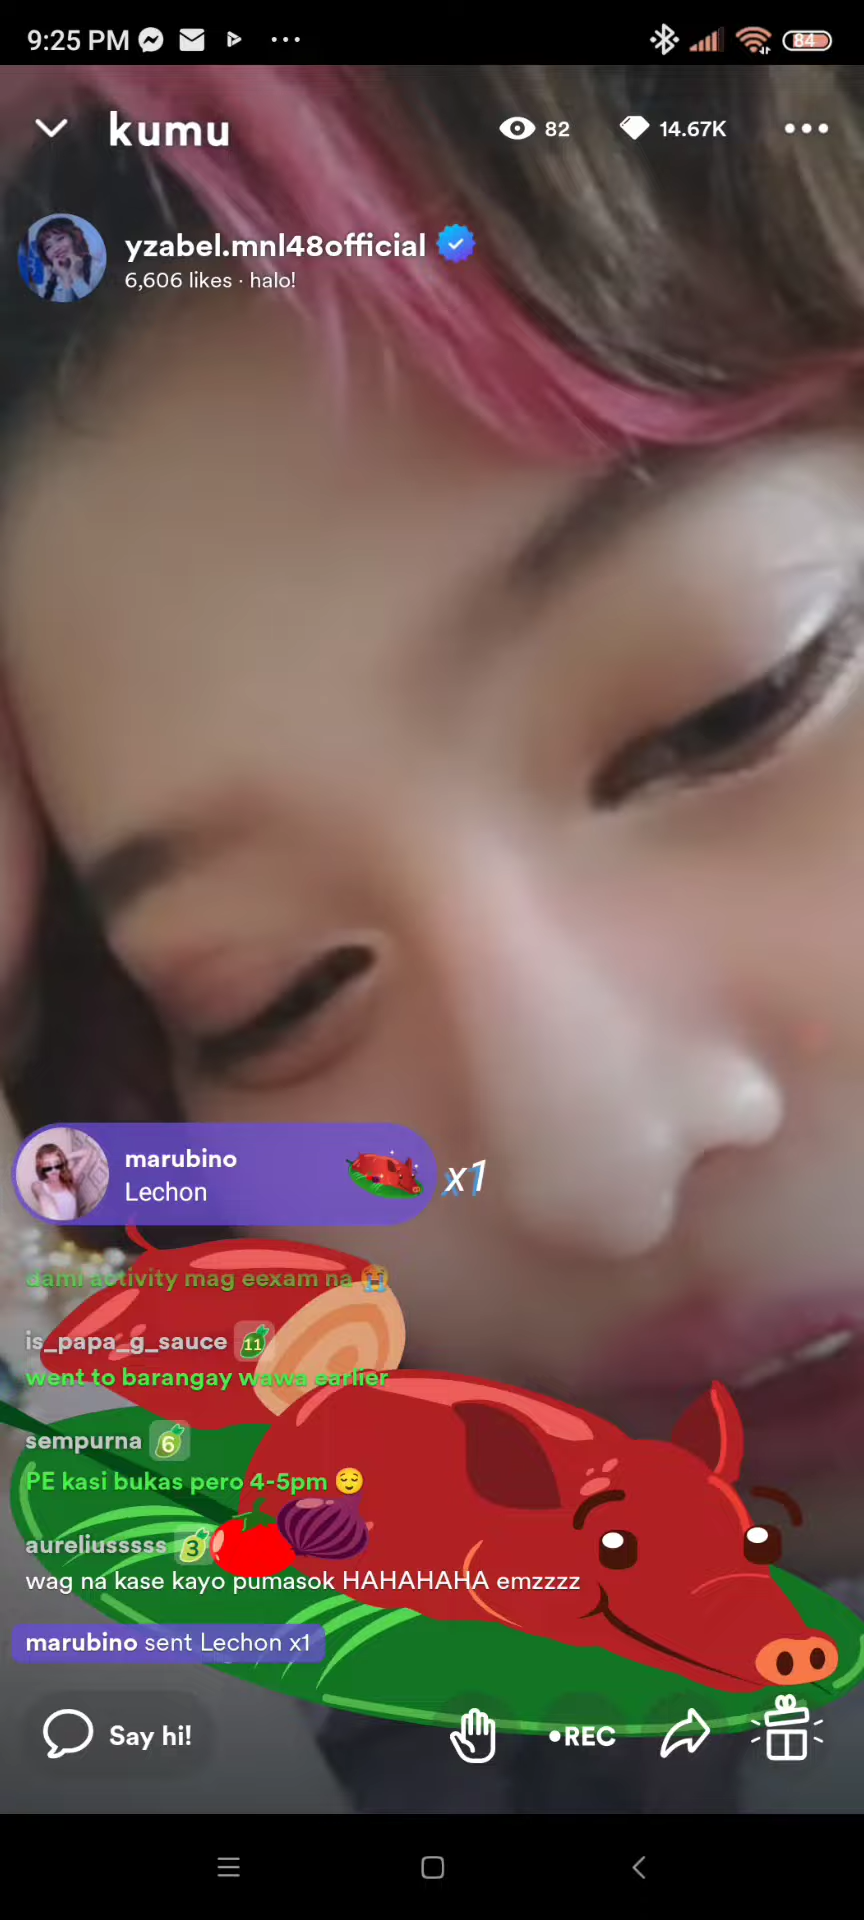 9:25 PM
84
kumu
82
14.67K
yzabel.mnl48official
6,606 likes · halo!
marubino
Lechon
x1
dami activity mag eexam na 😭
is_papa_g_sauce 11
went to barangay wawa earlier
sempurna 6
PE kasi bukas pero 4-5pm 😌
aureliusssss 3
wag na kase kayo pumasok HAHAHAHA emzzzz
marubino sent Lechon x1
Say hi!
•REC